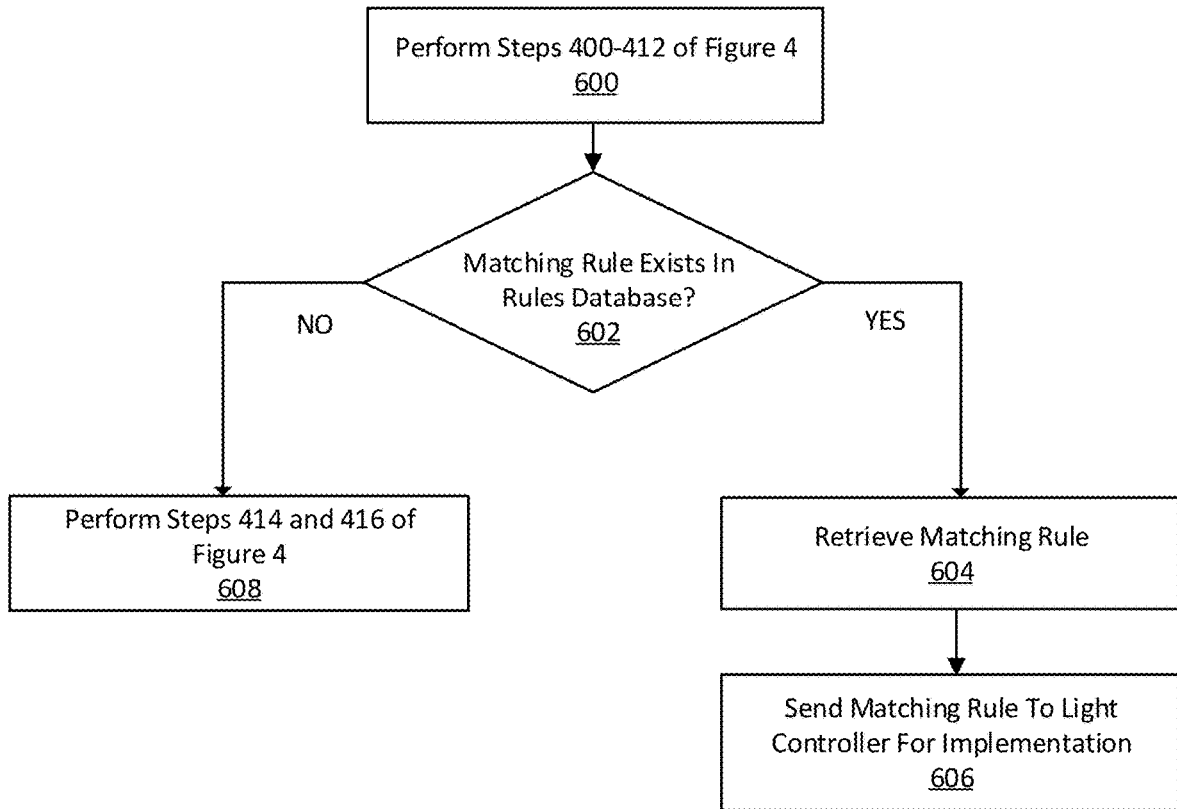 Perform Steps 400-412 of Figure 4
600
Matching Rule Exists In
Rules Database?
602
NO
YES
Perform Steps 414 and 416 of
Figure 4
608
Retrieve Matching Rule
604
Send Matching Rule To Light
Controller For Implementation
606